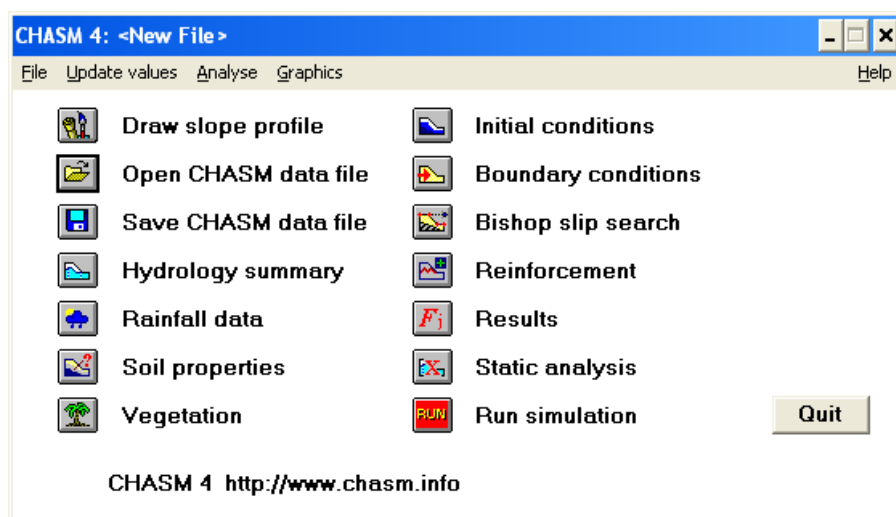 CHASM 4: <New File>
File Update values Analyse Graphics Help
Draw slope profile
Open CHASM data file
Save CHASM data file
Hydrology summary
Rainfall data
Soil properties
Vegetation
Initial conditions
Boundary conditions
Bishop slip search
Reinforcement
Fj Results
Static analysis
RUN Run simulation
Quit
CHASM 4 http://www.chasm.info